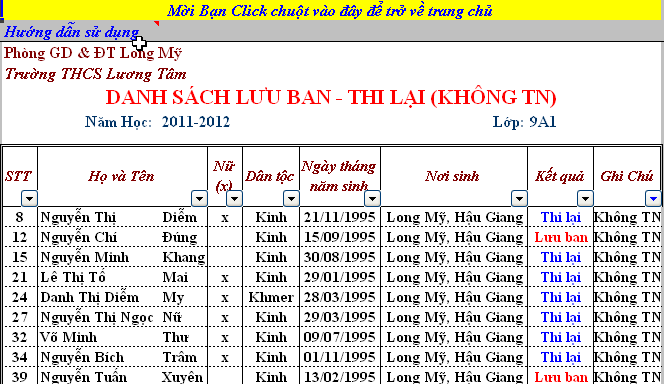 Mời Bạn Click chuột vào đây để trở về trang chủ
Hướng dẫn sử dụng
Phòng GD & ĐT Long Mỹ
Trường THCS Lương Tâm
DANH SÁCH LƯU BAN - THI LẠI (KHÔNG TN)
Năm Học: 2011-2012 Lớp: 9A1
STT Họ và Tên Nữ (x) Dân tộc Ngày tháng năm sinh Nơi sinh Kết quả Ghi Chú
8 Nguyễn Thị Diễm x Kinh 21/11/1995 Long Mỹ, Hậu Giang Thi lại Không TN
12 Nguyễn Chí Đúng Kinh 15/09/1995 Long Mỹ, Hậu Giang Lưu ban Không TN
15 Nguyễn Minh Khang Kinh 30/08/1995 Long Mỹ, Hậu Giang Thi lại Không TN
21 Lê Thị Tố Mai x Kinh 29/01/1995 Long Mỹ, Hậu Giang Thi lại Không TN
24 Danh Thị Diễm My x Khmer 28/03/1995 Long Mỹ, Hậu Giang Thi lại Không TN
27 Nguyễn Thị Ngọc Nữ x Kinh 29/03/1995 Long Mỹ, Hậu Giang Thi lại Không TN
32 Võ Minh Thư x Kinh 09/07/1995 Long Mỹ, Hậu Giang Thi lại Không TN
34 Nguyễn Bích Trâm x Kinh 01/11/1995 Long Mỹ, Hậu Giang Thi lại Không TN
39 Nguyễn Tuấn Xuyên Kinh 13/02/1995 Long Mỹ, Hậu Giang Lưu ban Không TN